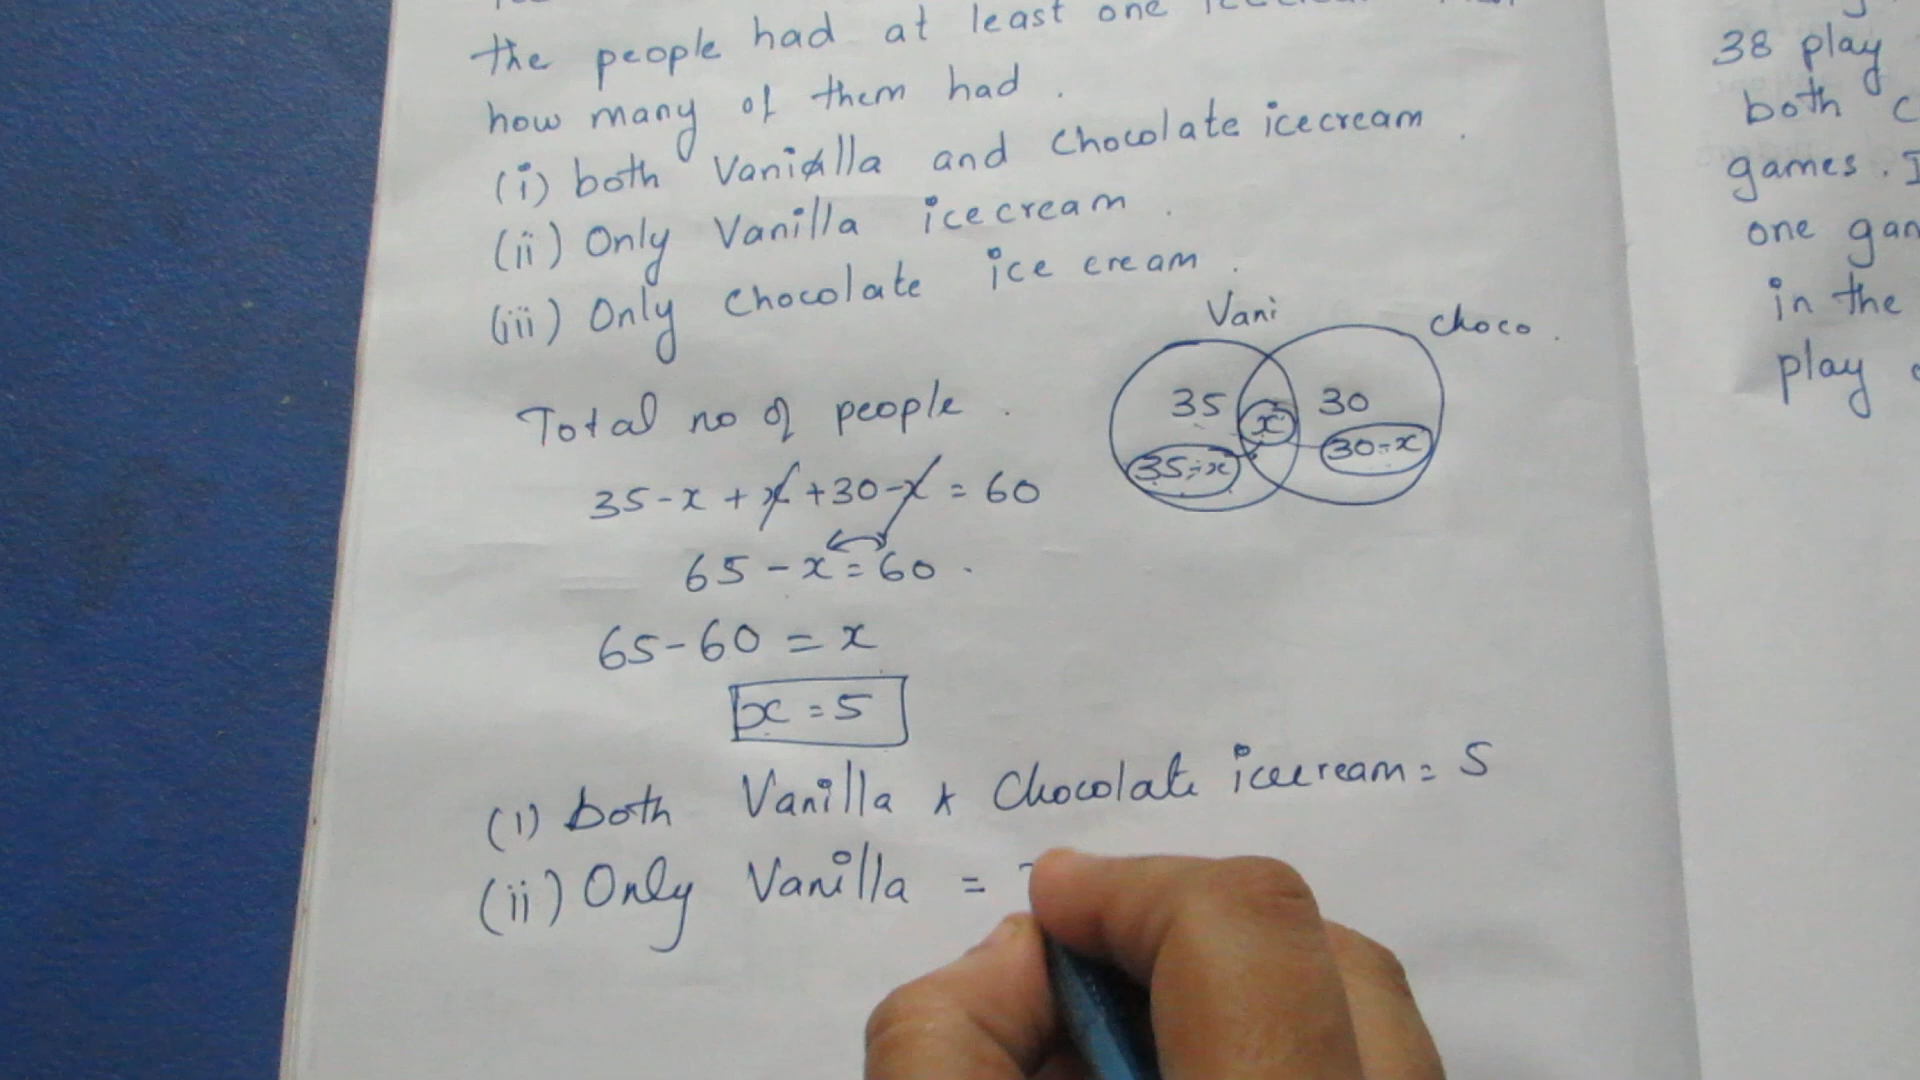 the people had at least one
how many of them had.
(i) both Vanialla and chocolate icecream.
(ii) Only Vanilla icecream.
(iii) Only chocolate ice cream.
Vani
choco.
35
x
30
35-x
30-x
Total no of people.
35-x + x +30-x = 60
65-x = 60.
65-60 = x
x = 5
(i) both Vanilla & Chocolate icecream = 5
(ii) Only Vanilla =
38 play
both
games.
one
in the
play